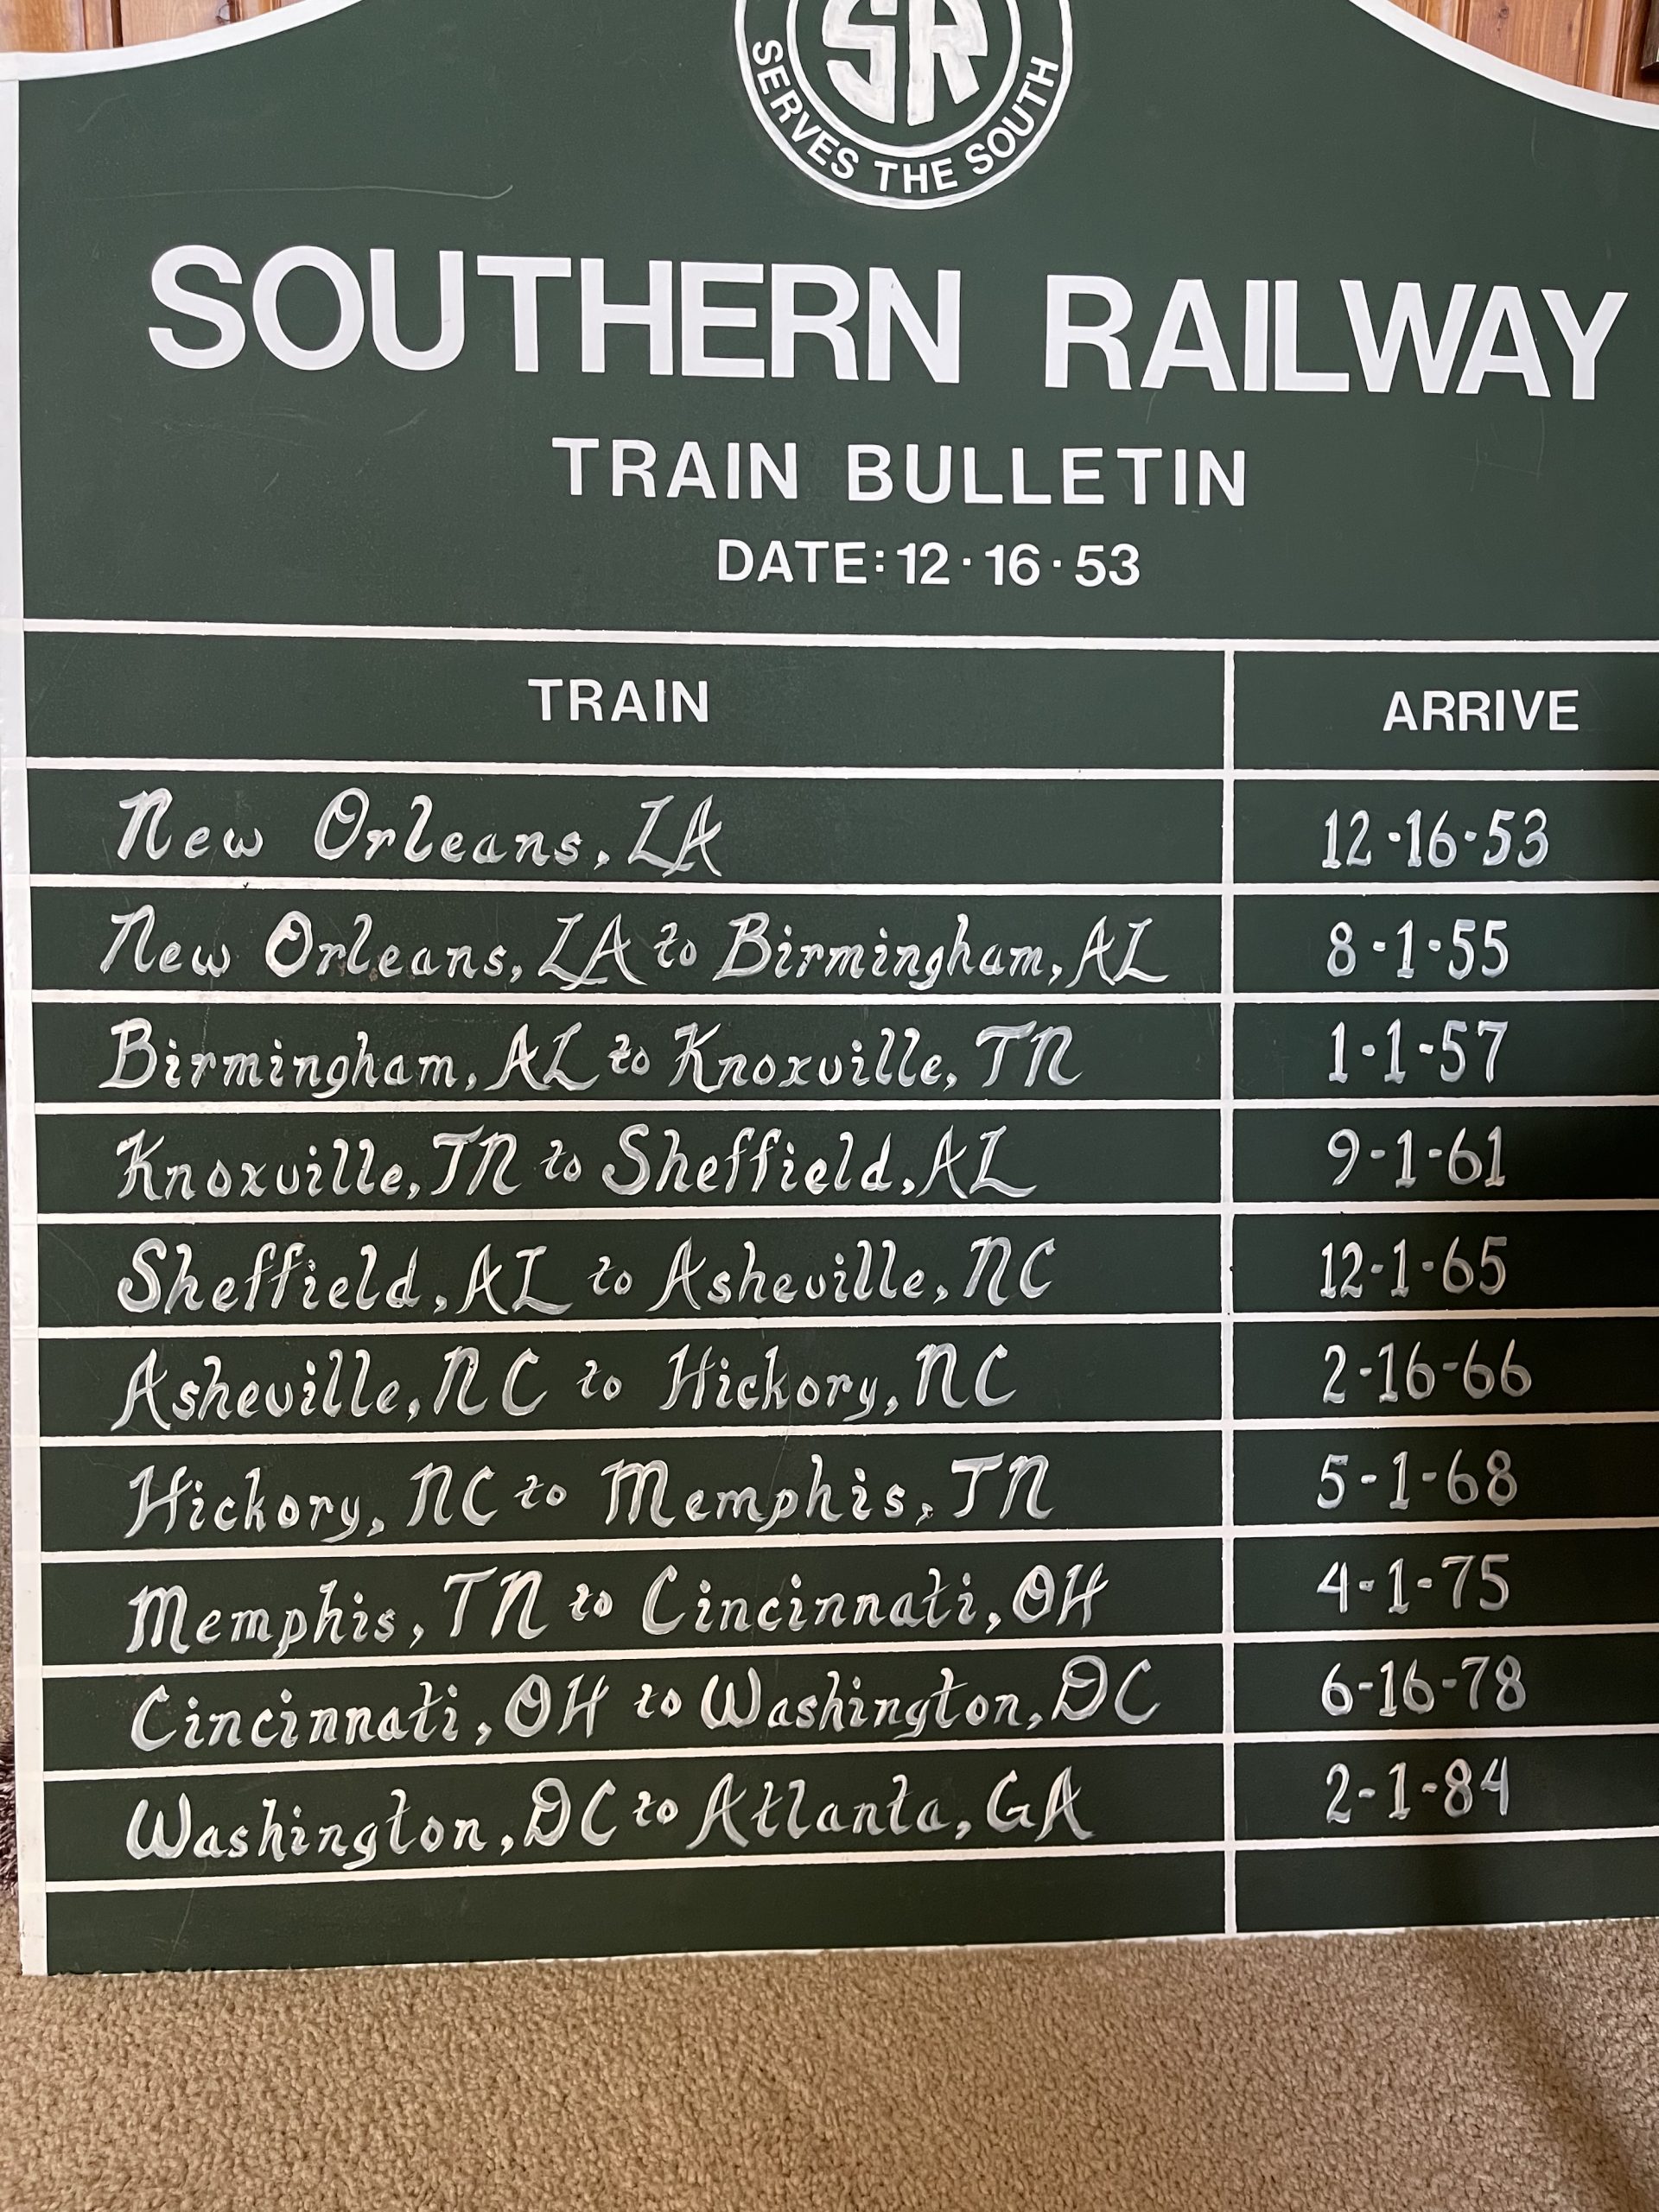 SR
SERVES THE SOUTH
SOUTHERN RAILWAY
TRAIN BULLETIN
DATE: 12·16·53
TRAIN ARRIVE
New Orleans, LA 12-16-53
New Orleans, LA to Birmingham, AL 8-1-55
Birmingham, AL to Knoxville, TN 1-1-57
Knoxville, TN to Sheffield, AL 9-1-61
Sheffield, AL to Asheville, NC 12-1-65
Asheville, NC to Hickory, NC 2-16-66
Hickory, NC to Memphis, TN 5-1-68
Memphis, TN to Cincinnati, OH 4-1-75
Cincinnati, OH to Washington, DC 6-16-78
Washington, DC to Atlanta, GA 2-1-84